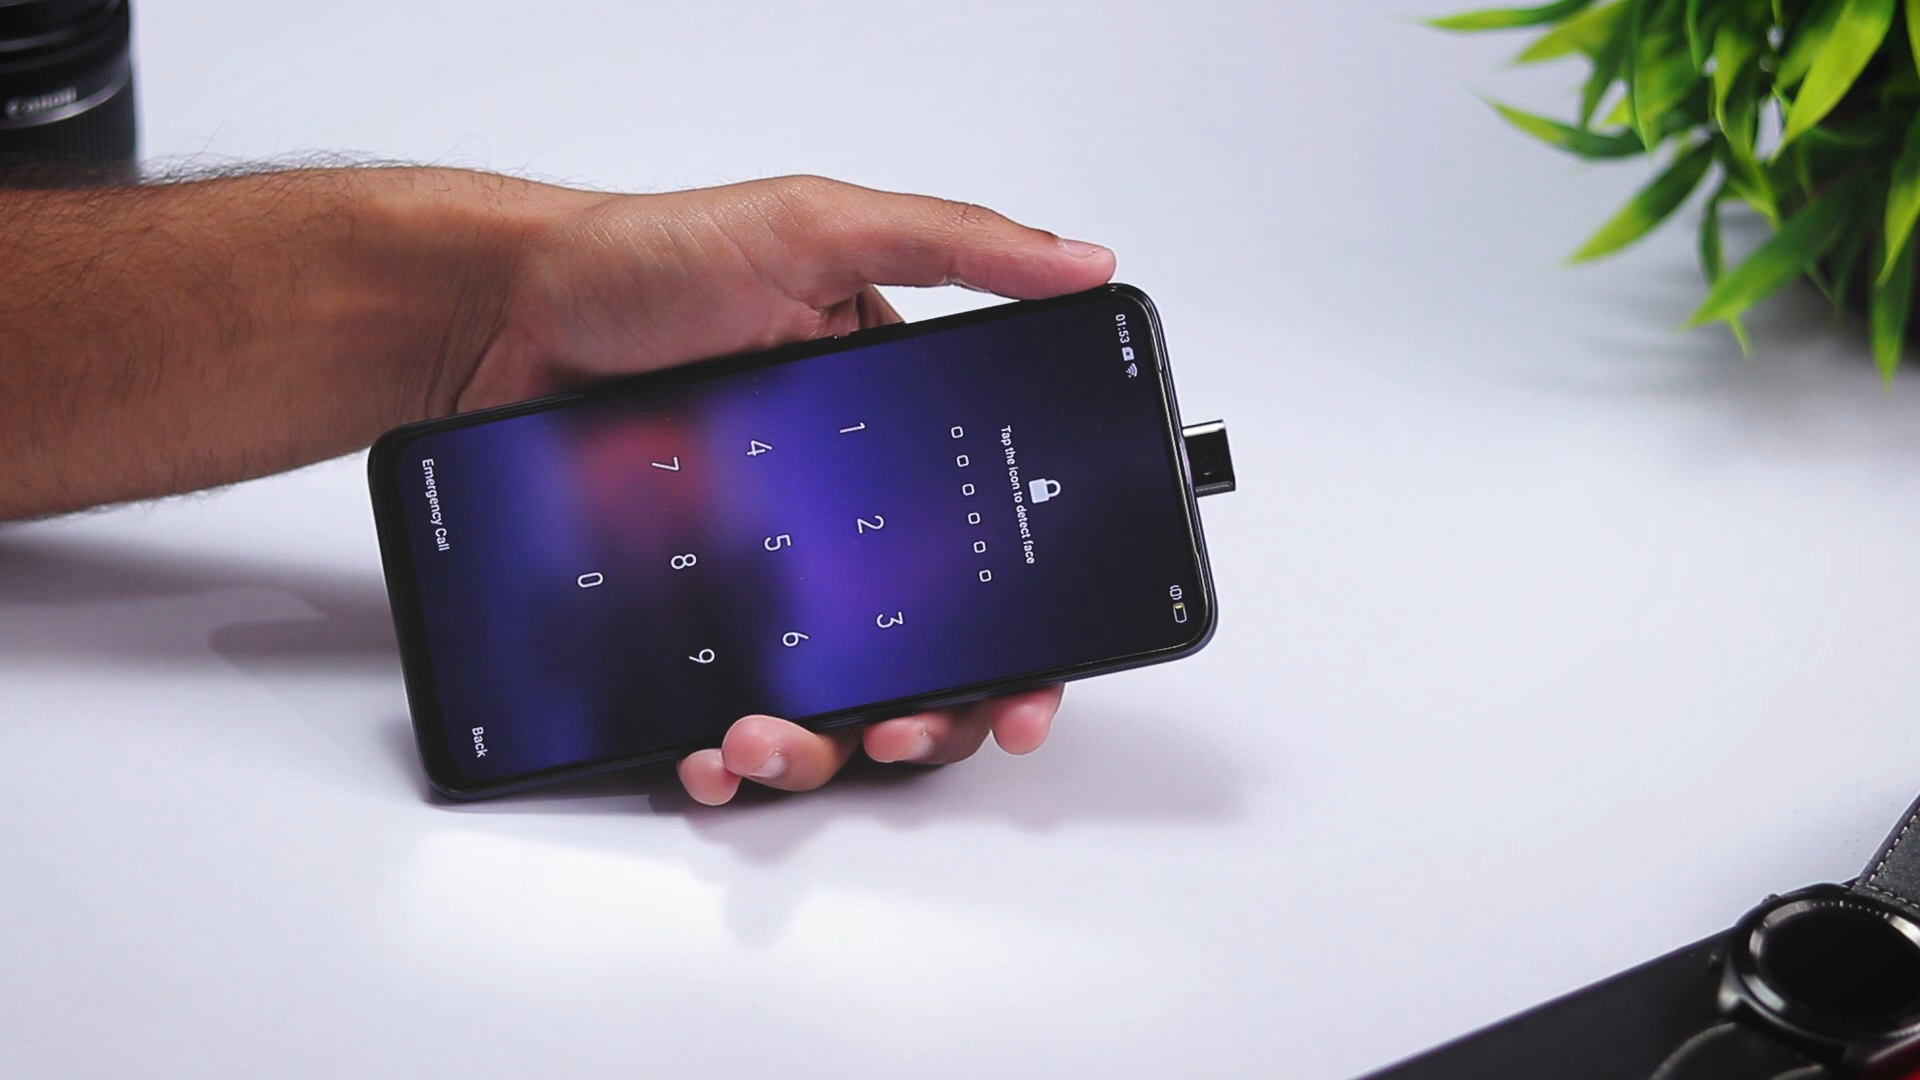 Canon
01:53
Tap the icon to detect face
1 2 3
4 5 6
7 8 9
0
Emergency Call
Back